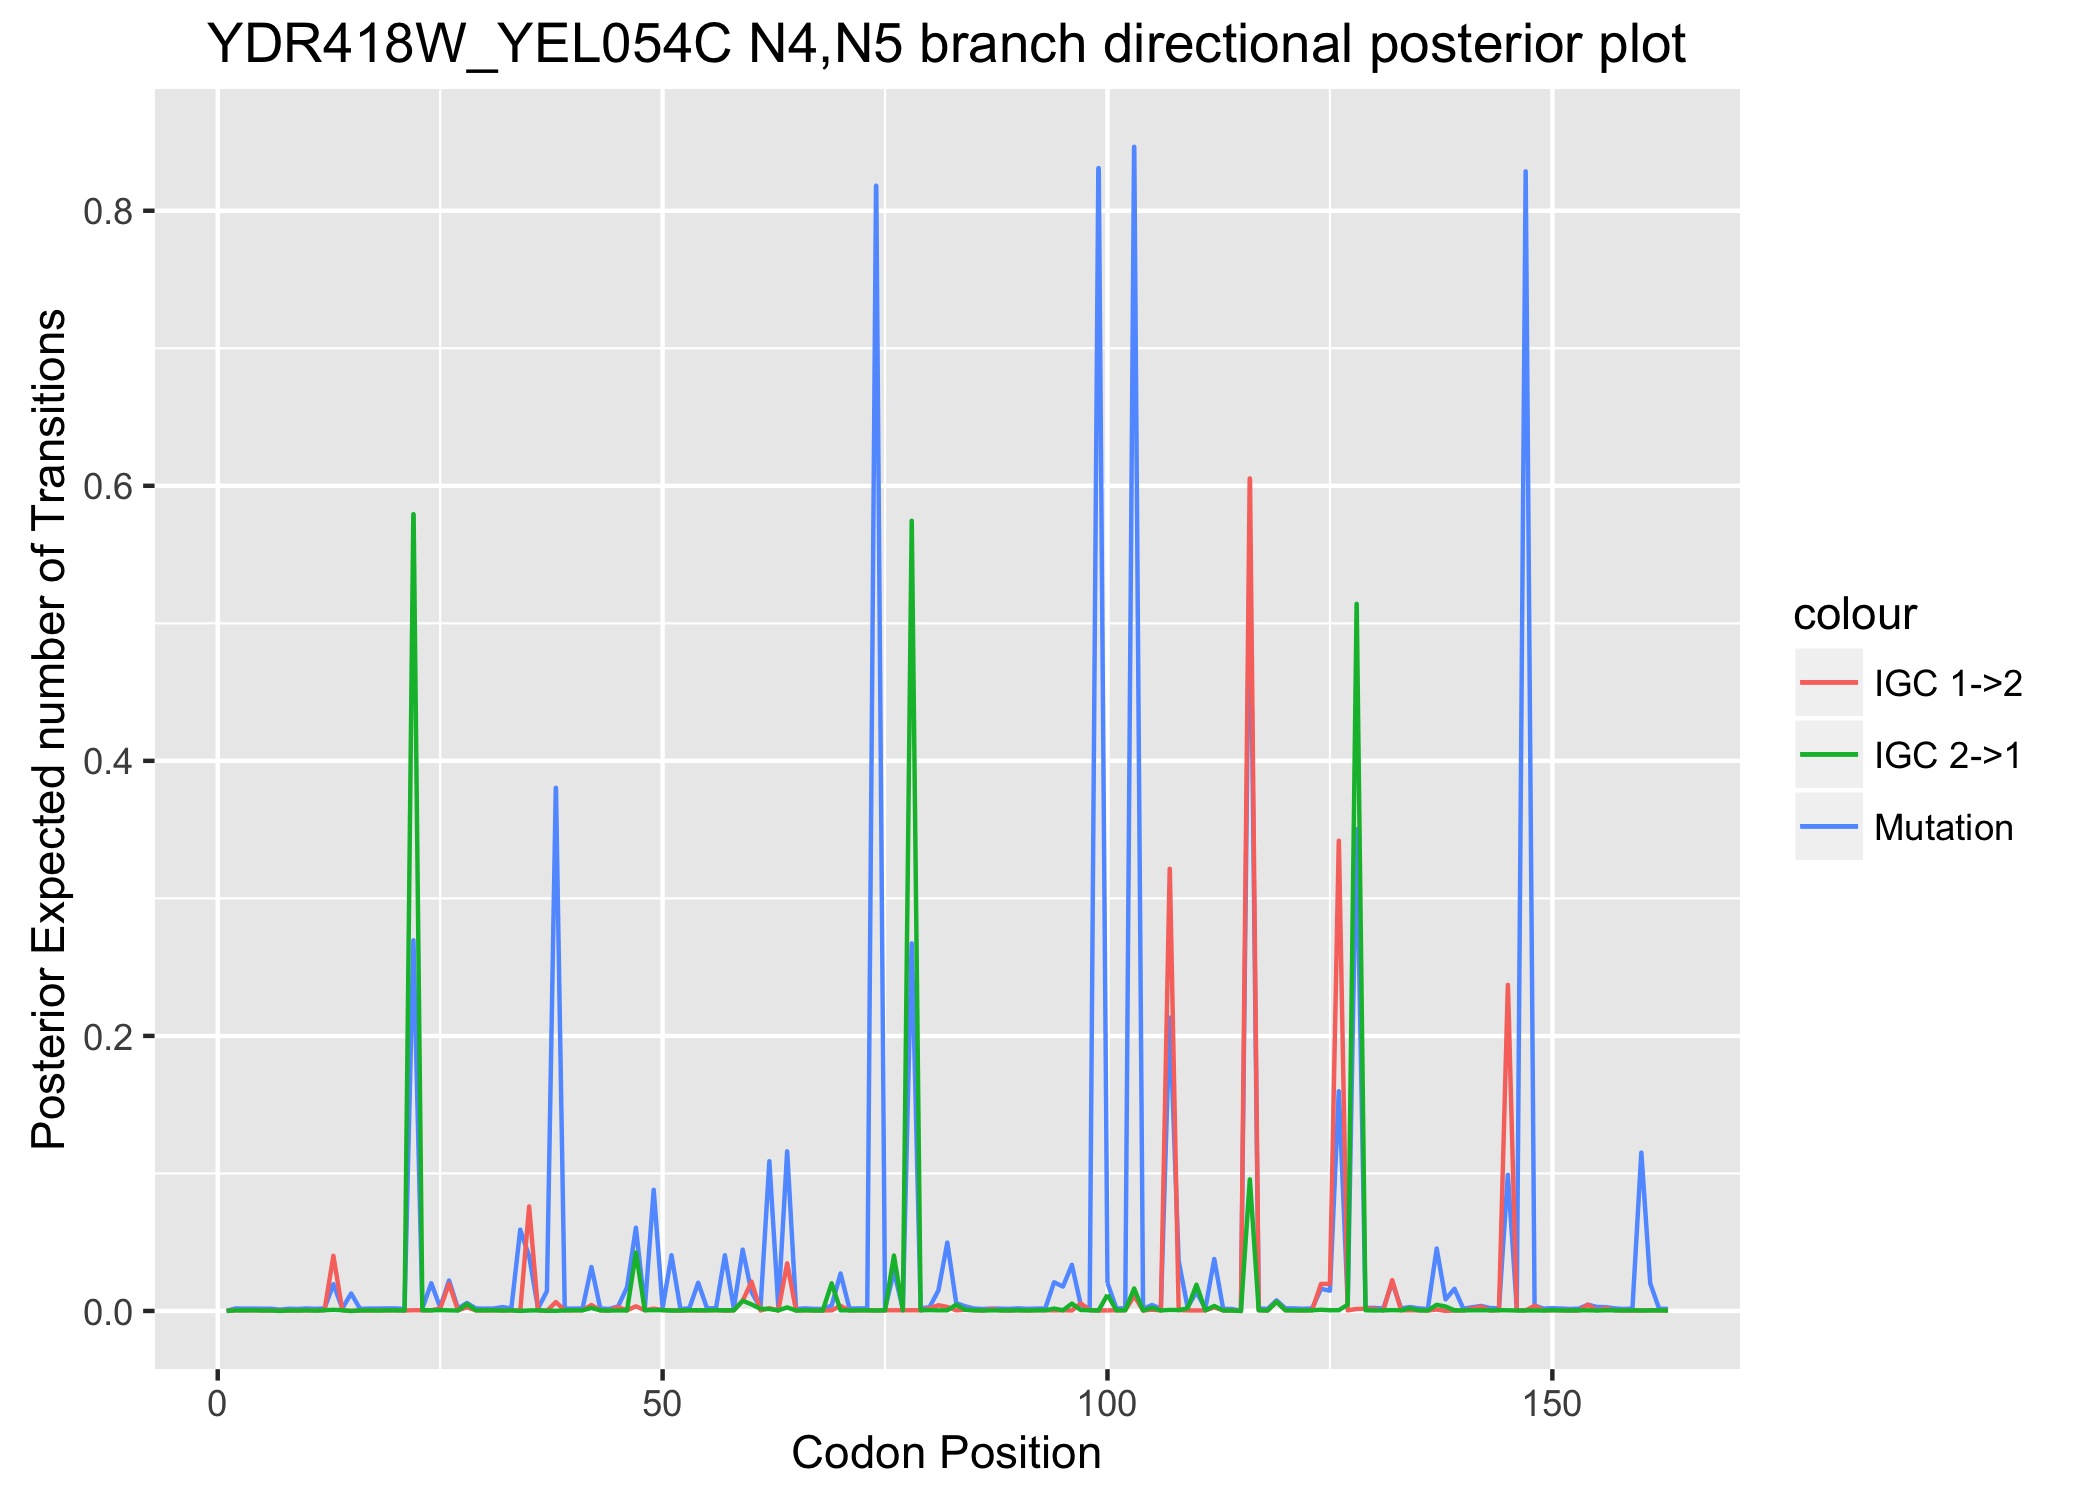 YDR418W_YEL054C N4,N5 branch directional posterior plot
Posterior Expected number of Transitions
0.8
0.6
0.4
0.2
0.0
0 50 100 150
Codon Position
colour
IGC 1->2
IGC 2->1
Mutation